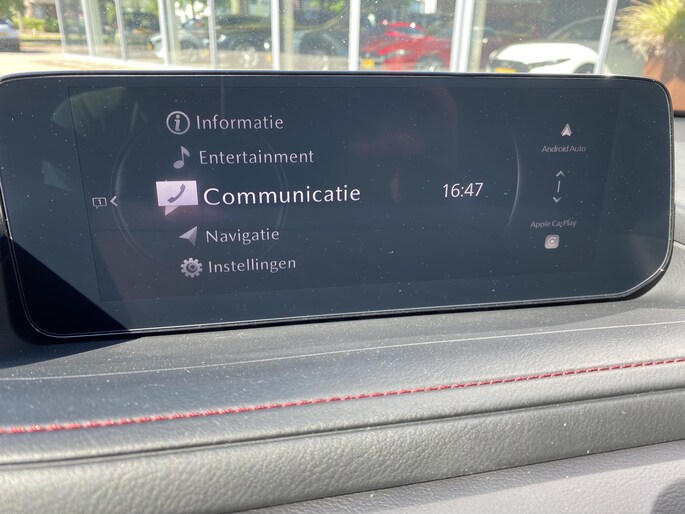 Informatie
Entertainment
Communicatie
Navigatie
Instellingen
16:47
Android Auto
Apple CarPlay